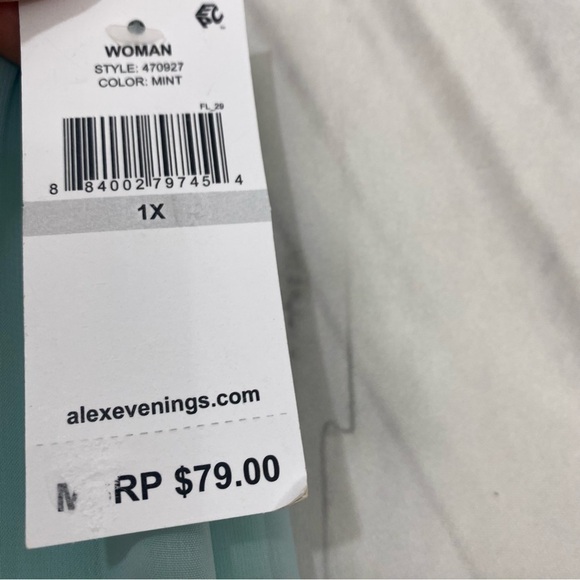 WOMAN
STYLE: 470927
COLOR: MINT
FL_29
8 84002 79745 4
1X
alexevenings.com
M RP $79.00